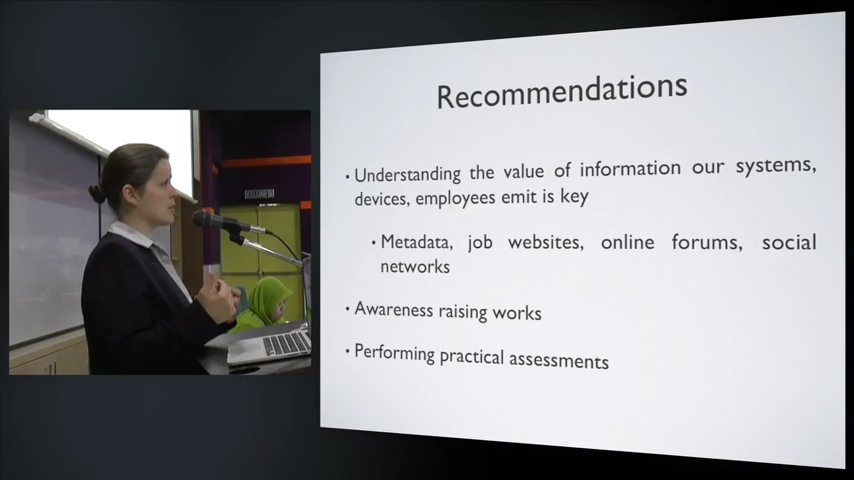 Recommendations
• Understanding the value of information our systems,
devices, employees emit is key
• Metadata, job websites, online forums, social
networks
• Awareness raising works
• Performing practical assessments